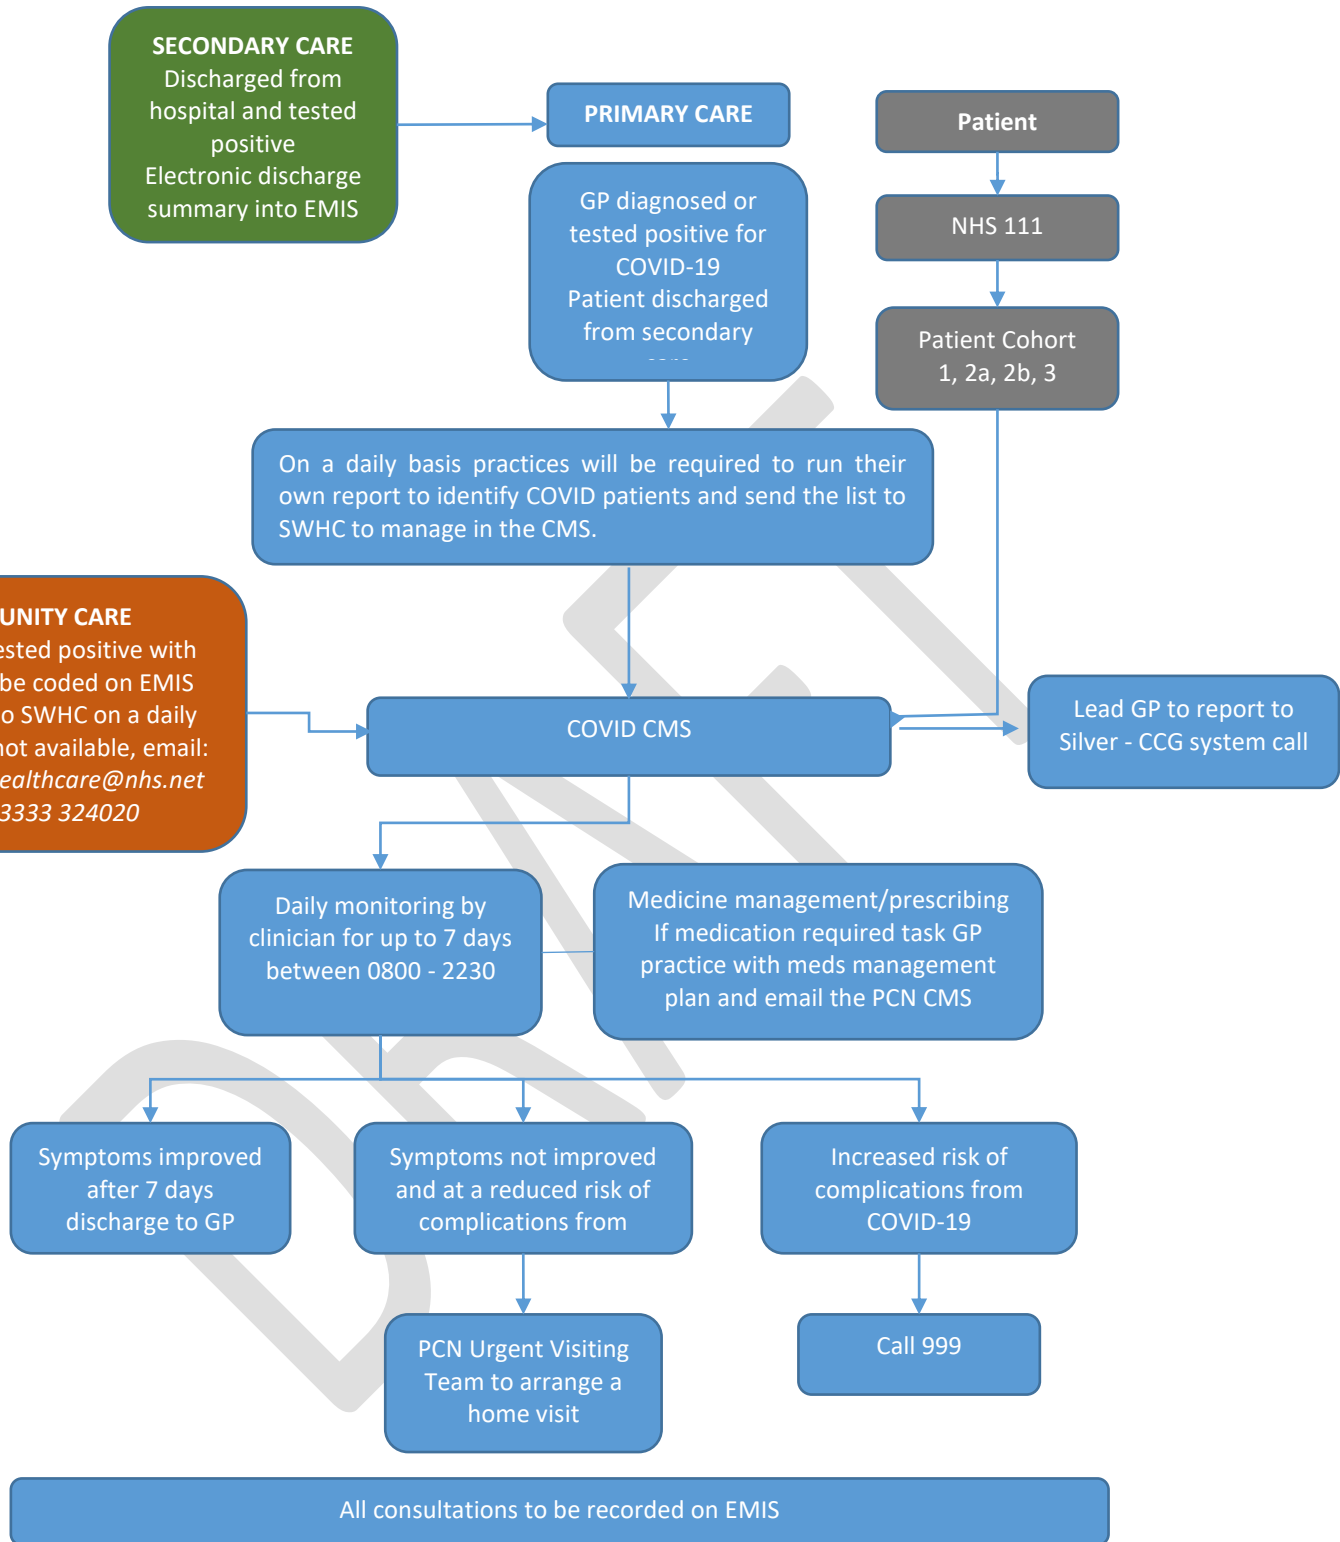 SECONDARY CARE
Discharged from
hospital and tested
positive
Electronic discharge
summary into EMIS
PRIMARY CARE
Patient
GP diagnosed or
tested positive for
COVID-19
Patient discharged
from secondary
NHS 111
Patient Cohort
1, 2a, 2b, 3
On a daily basis practices will be required to run their
own report to identify COVID patients and send the list to
SWHC to manage in the CMS.
UNITY CARE
ested positive with
be coded on EMIS
o SWHC on a daily
not available, email:
ealthcare@nhs.net
3333 324020
COVID CMS
Lead GP to report to
Silver - CCG system call
Daily monitoring by
clinician for up to 7 days
between 0800 - 2230
Medicine management/prescribing
If medication required task GP
practice with meds management
plan and email the PCN CMS
Symptoms improved
after 7 days
discharge to GP
Symptoms not improved
and at a reduced risk of
complications from
Increased risk of
complications from
COVID-19
PCN Urgent Visiting
Team to arrange a
home visit
Call 999
All consultations to be recorded on EMIS
DRAFT